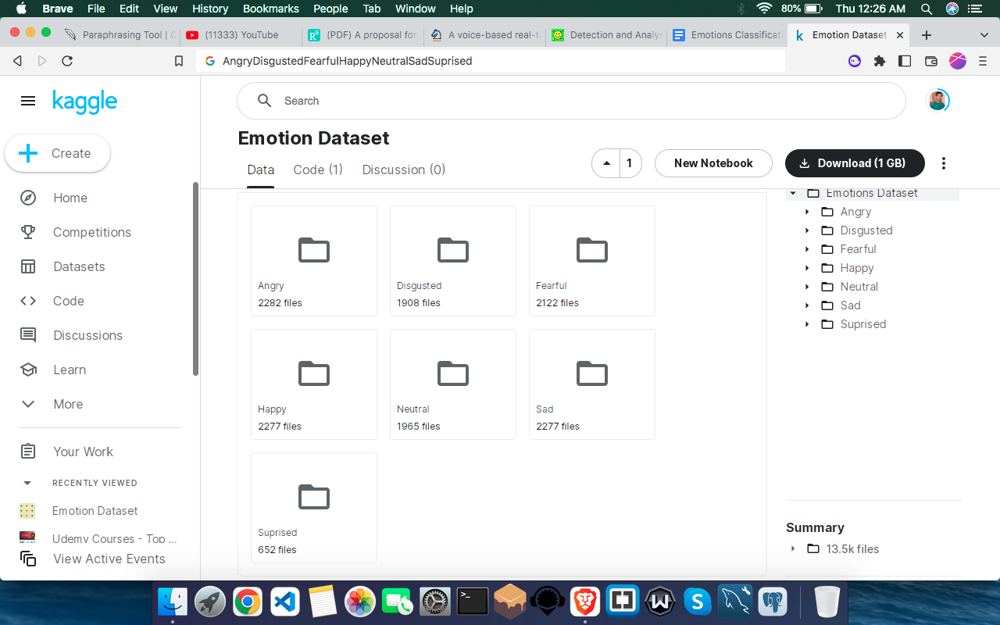 Brave File Edit View History Bookmarks People Tab Window Help 80% Thu 12:26 AM
Paraphrasing Tool | (11333) YouTube (PDF) A proposal for A voice-based real-ti Detection and Analys Emotions Classificat Emotion Dataset
AngryDisgustedFearfulHappyNeutralSadSuprised
kaggle
Search
Create
Home
Competitions
Datasets
Code
Discussions
Learn
More
Your Work
RECENTLY VIEWED
Emotion Dataset
Udemy Courses - Top ...
View Active Events
Emotion Dataset
Data Code (1) Discussion (0)
1 New Notebook Download (1 GB)
Angry
2282 files
Disgusted
1908 files
Fearful
2122 files
Happy
2277 files
Neutral
1965 files
Sad
2277 files
Suprised
652 files
Emotions Dataset
Angry
Disgusted
Fearful
Happy
Neutral
Sad
Suprised
Summary
13.5k files